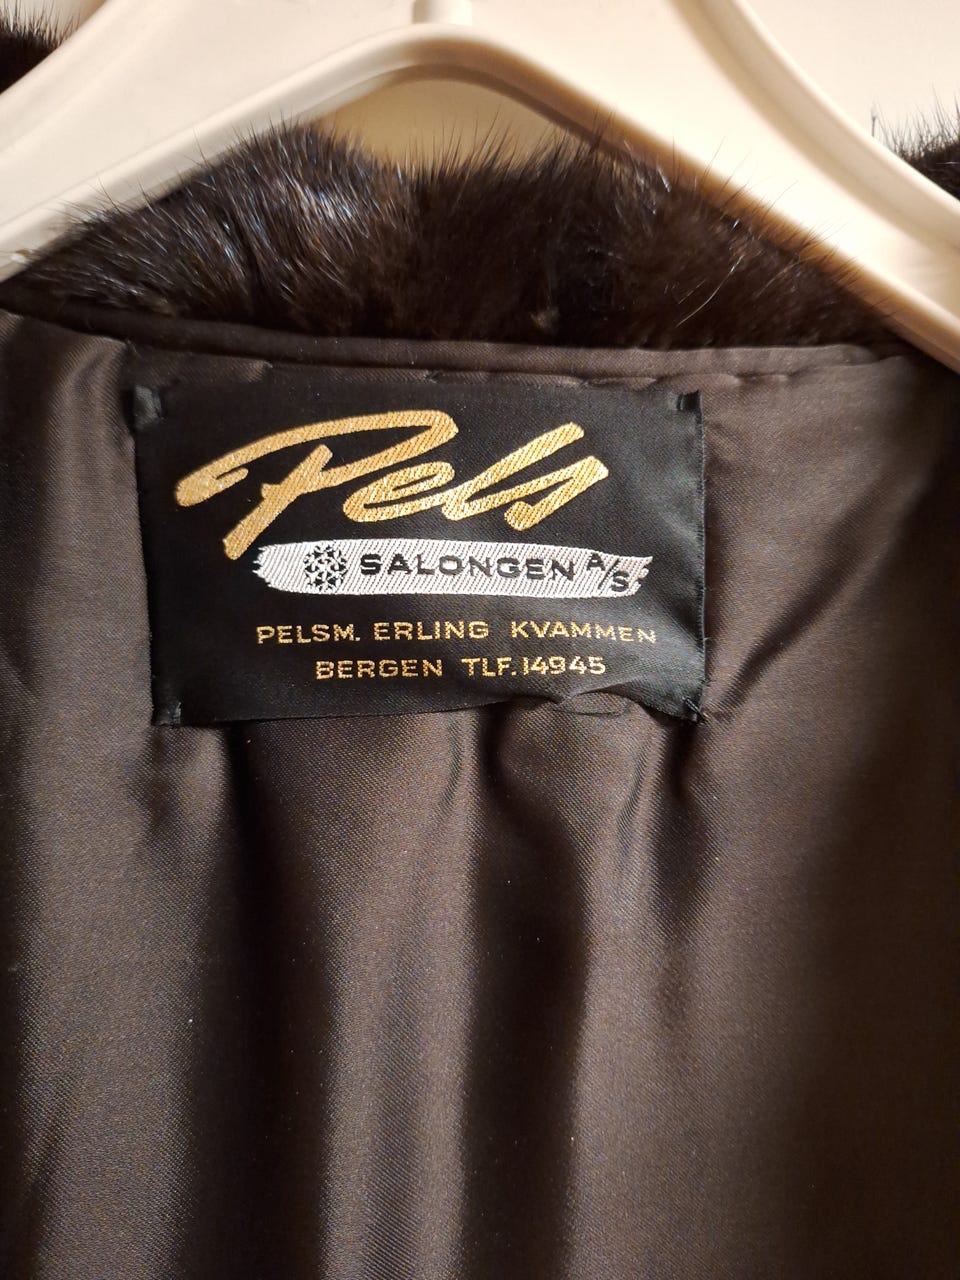 Pels
SALONGEN A/S
PELSM. ERLING KVAMMEN
BERGEN TLF. 14945